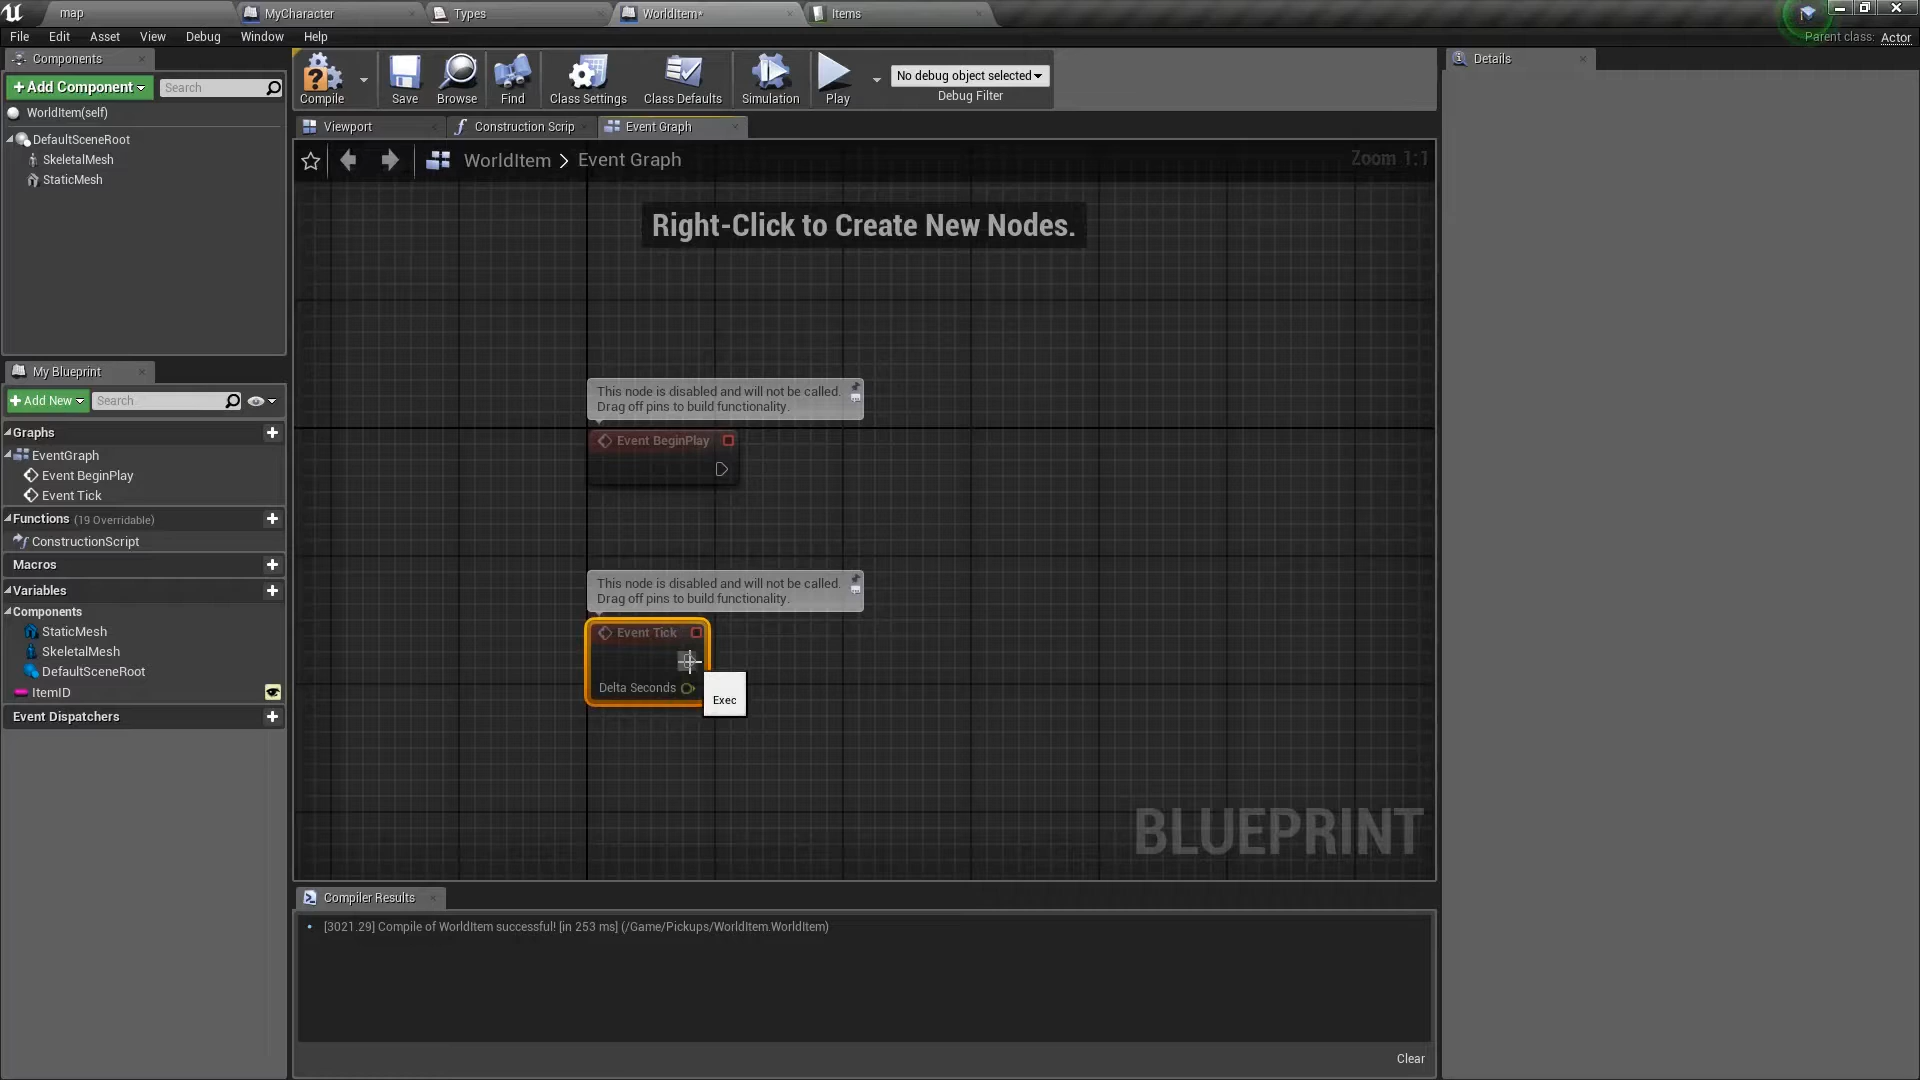 map
MyCharacter
Types
WorldItem*
Items
File
Edit
Asset
View
Debug
Window
Help
Parent class: Actor
Components
+Add Component
Search
WorldItem(self)
DefaultSceneRoot
SkeletalMesh
StaticMesh
Compile
Save
Browse
Find
Class Settings
Class Defaults
Simulation
Play
No debug object selected
Debug Filter
Details
Viewport
Construction Scrip
Event Graph
WorldItem > Event Graph
Zoom 1:1
Right-Click to Create New Nodes.
This node is disabled and will not be called.
Drag off pins to build functionality.
Event BeginPlay
This node is disabled and will not be called.
Drag off pins to build functionality.
Event Tick
Delta Seconds
Exec
BLUEPRINT
My Blueprint
+Add New
Search
Graphs
EventGraph
Event BeginPlay
Event Tick
Functions (19 Overridable)
ConstructionScript
Macros
Variables
Components
StaticMesh
SkeletalMesh
DefaultSceneRoot
ItemID
Event Dispatchers
Compiler Results
[3021.29] Compile of WorldItem successful! [in 253 ms] (/Game/Pickups/WorldItem.WorldItem)
Clear